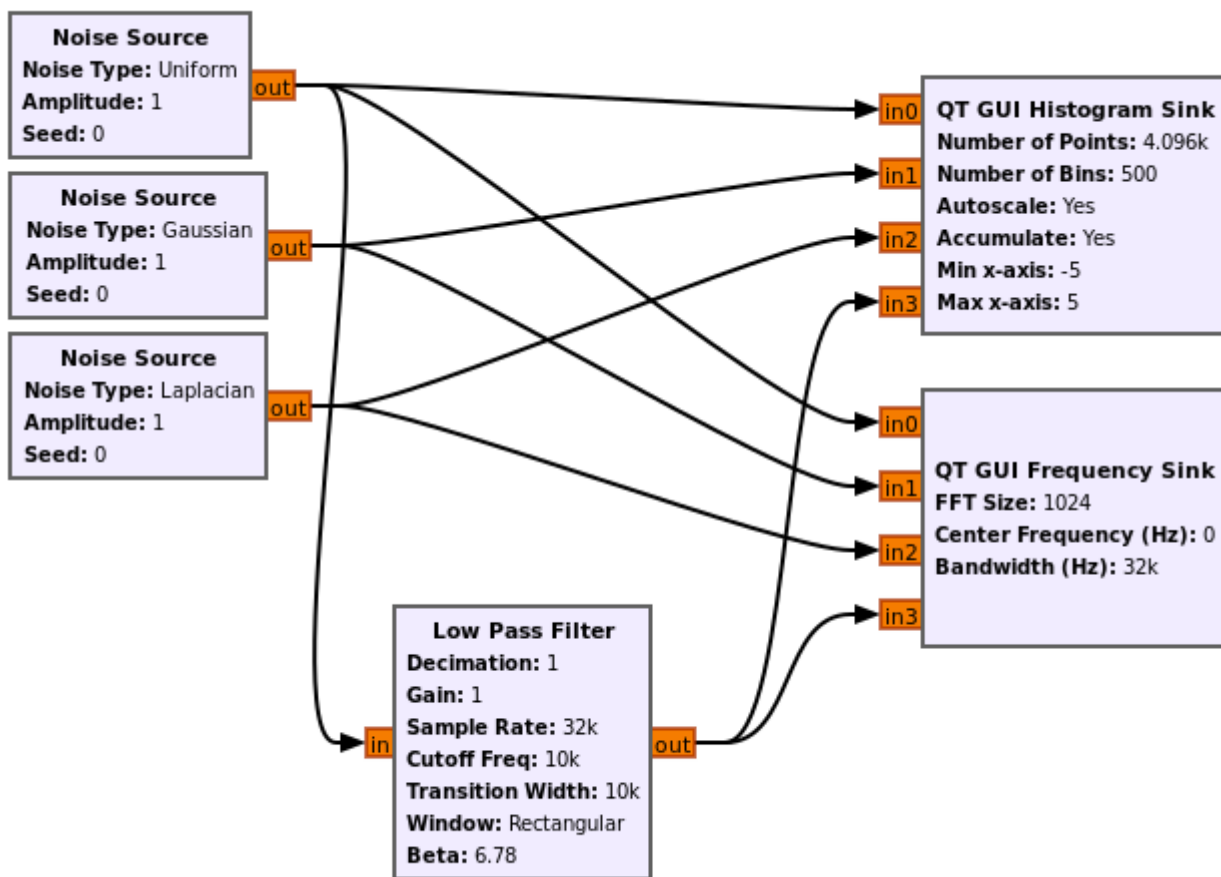 Noise Source
Noise Type: Uniform
Amplitude: 1
Seed: 0
out
Noise Source
Noise Type: Gaussian
Amplitude: 1
Seed: 0
out
Noise Source
Noise Type: Laplacian
Amplitude: 1
Seed: 0
out
Low Pass Filter
Decimation: 1
Gain: 1
Sample Rate: 32k
Cutoff Freq: 10k
Transition Width: 10k
Window: Rectangular
Beta: 6.78
in
out
in0
in1
in2
in3
QT GUI Histogram Sink
Number of Points: 4.096k
Number of Bins: 500
Autoscale: Yes
Accumulate: Yes
Min x-axis: -5
Max x-axis: 5
in0
in1
in2
in3
QT GUI Frequency Sink
FFT Size: 1024
Center Frequency (Hz): 0
Bandwidth (Hz): 32k